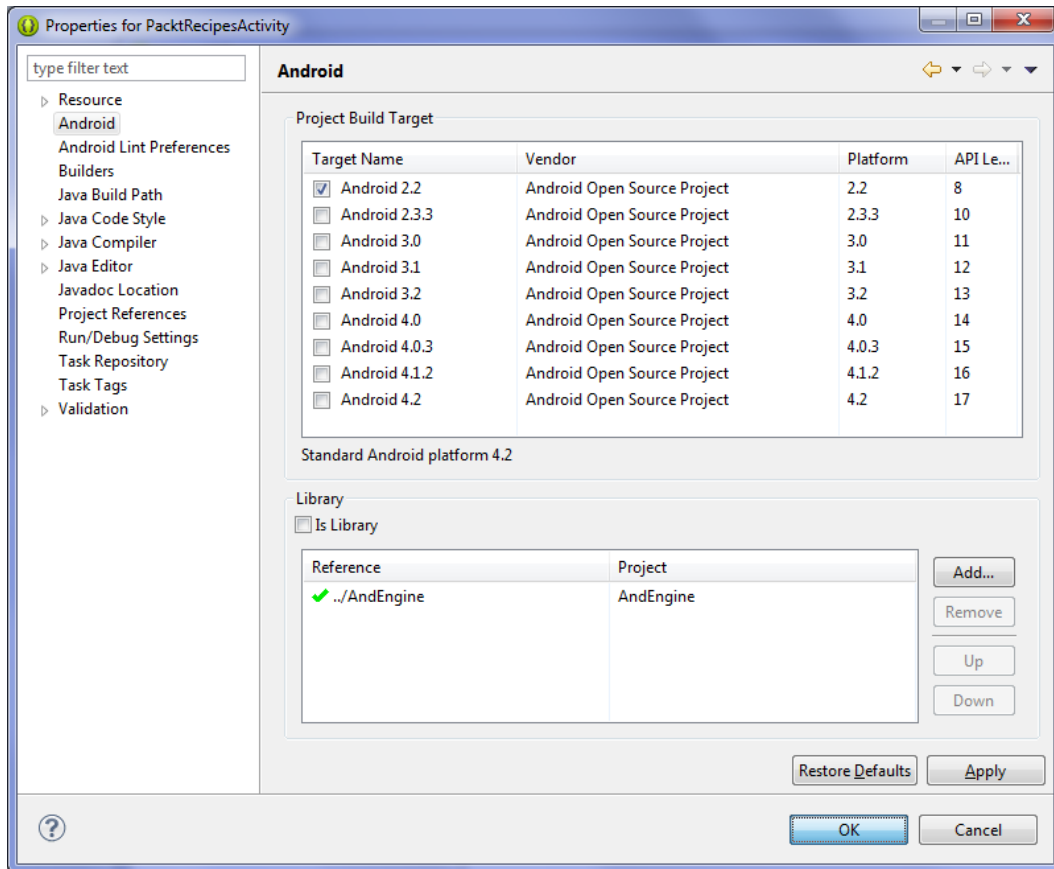 Properties for PacktRecipesActivity
type filter text
Resource
Android
Android Lint Preferences
Builders
Java Build Path
Java Code Style
Java Compiler
Java Editor
Javadoc Location
Project References
Run/Debug Settings
Task Repository
Task Tags
Validation
Android
Project Build Target
Target Name Vendor Platform API Le...
Android 2.2 Android Open Source Project 2.2 8
Android 2.3.3 Android Open Source Project 2.3.3 10
Android 3.0 Android Open Source Project 3.0 11
Android 3.1 Android Open Source Project 3.1 12
Android 3.2 Android Open Source Project 3.2 13
Android 4.0 Android Open Source Project 4.0 14
Android 4.0.3 Android Open Source Project 4.0.3 15
Android 4.1.2 Android Open Source Project 4.1.2 16
Android 4.2 Android Open Source Project 4.2 17
Standard Android platform 4.2
Library
Is Library
Reference Project
../AndEngine AndEngine
Add...
Remove
Up
Down
Restore Defaults Apply
? OK Cancel